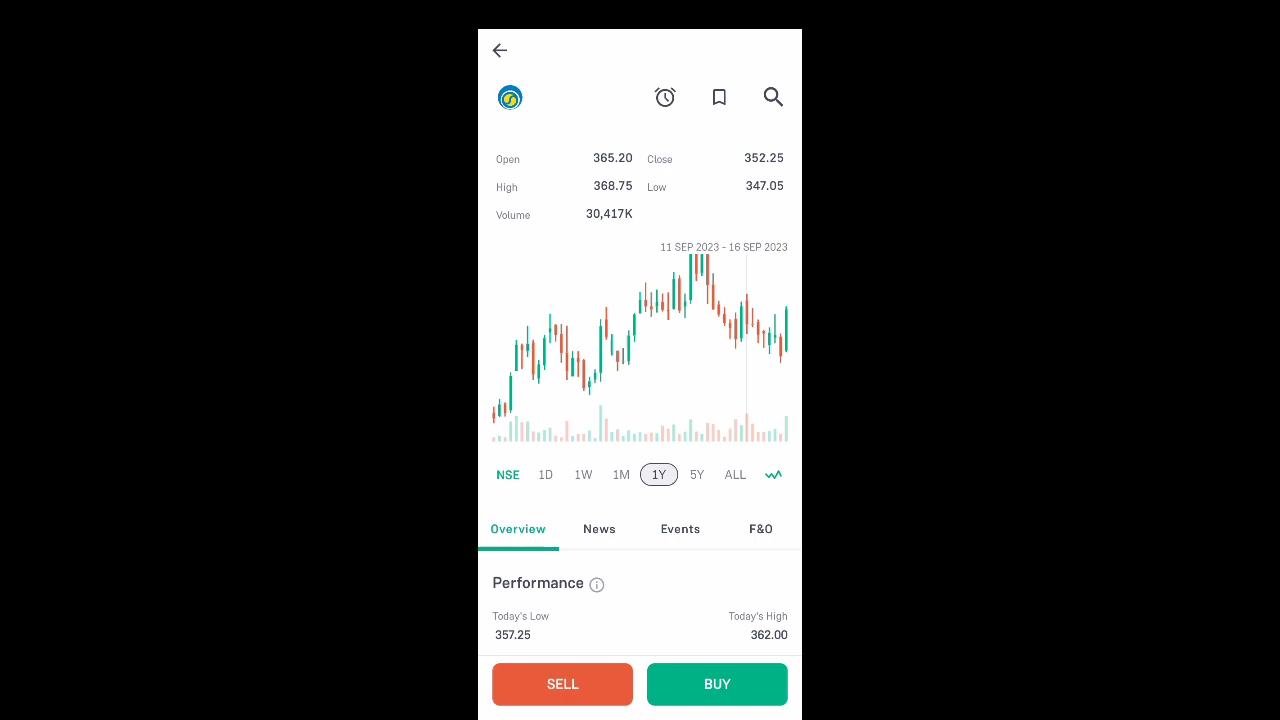 Open 365.20 Close 352.25
High 368.75 Low 347.05
Volume 30,417K
11 SEP 2023 - 16 SEP 2023
NSE 1D 1W 1M 1Y 5Y ALL
Overview News Events F&O
Performance
Today's Low Today's High
357.25 362.00
SELL BUY